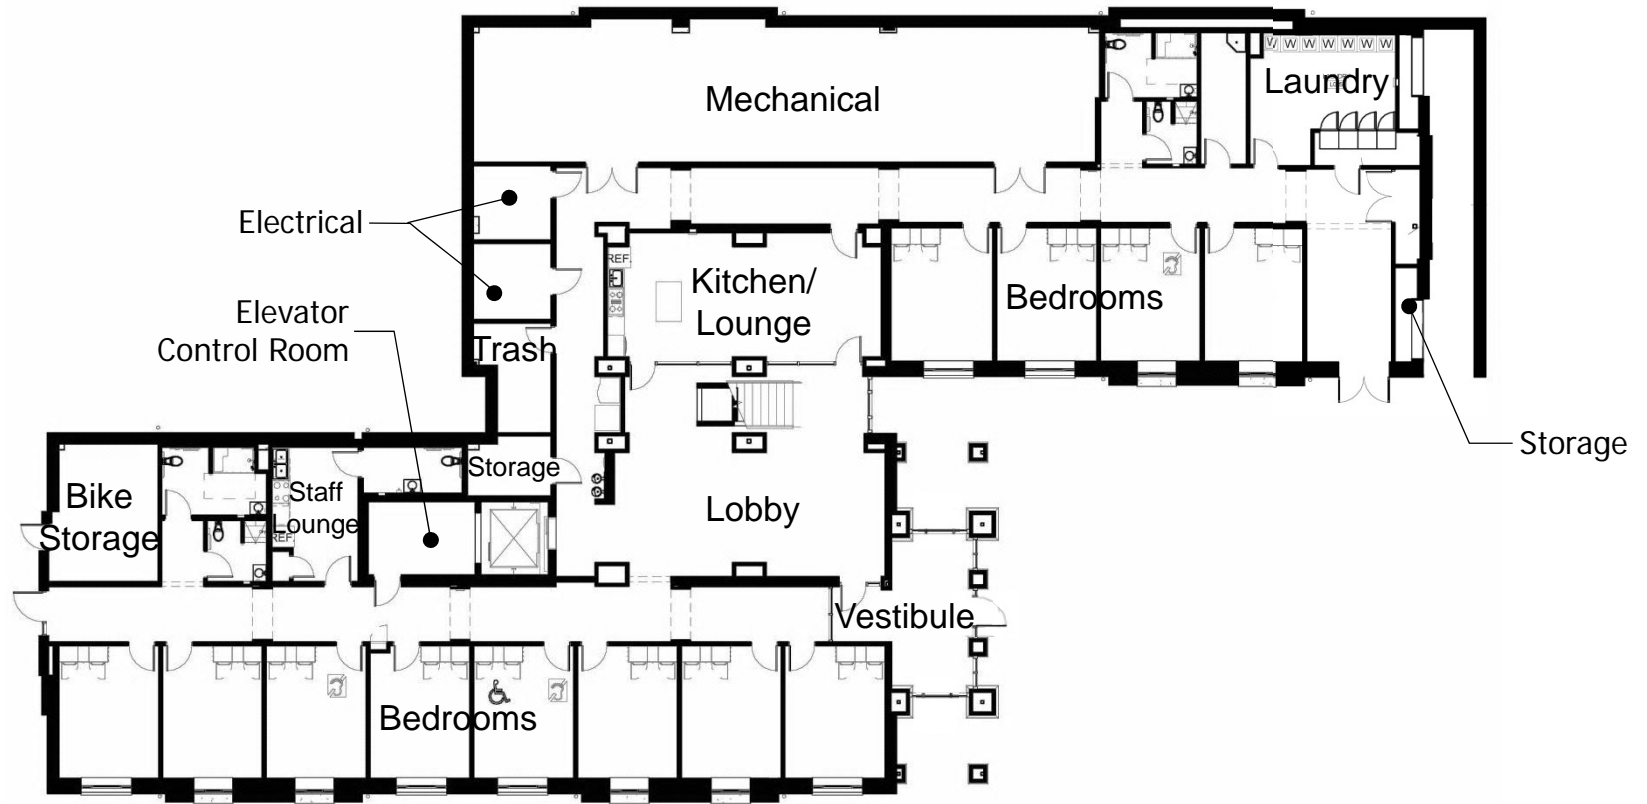 W W W W W W W
Laundry
Mechanical
Electrical
REF.
Kitchen/
Lounge
Bedrooms
Elevator
Control Room
Trash
Storage
Storage
Bike
Storage
Staff
Lounge
REF.
Lobby
Vestibule
Bedrooms